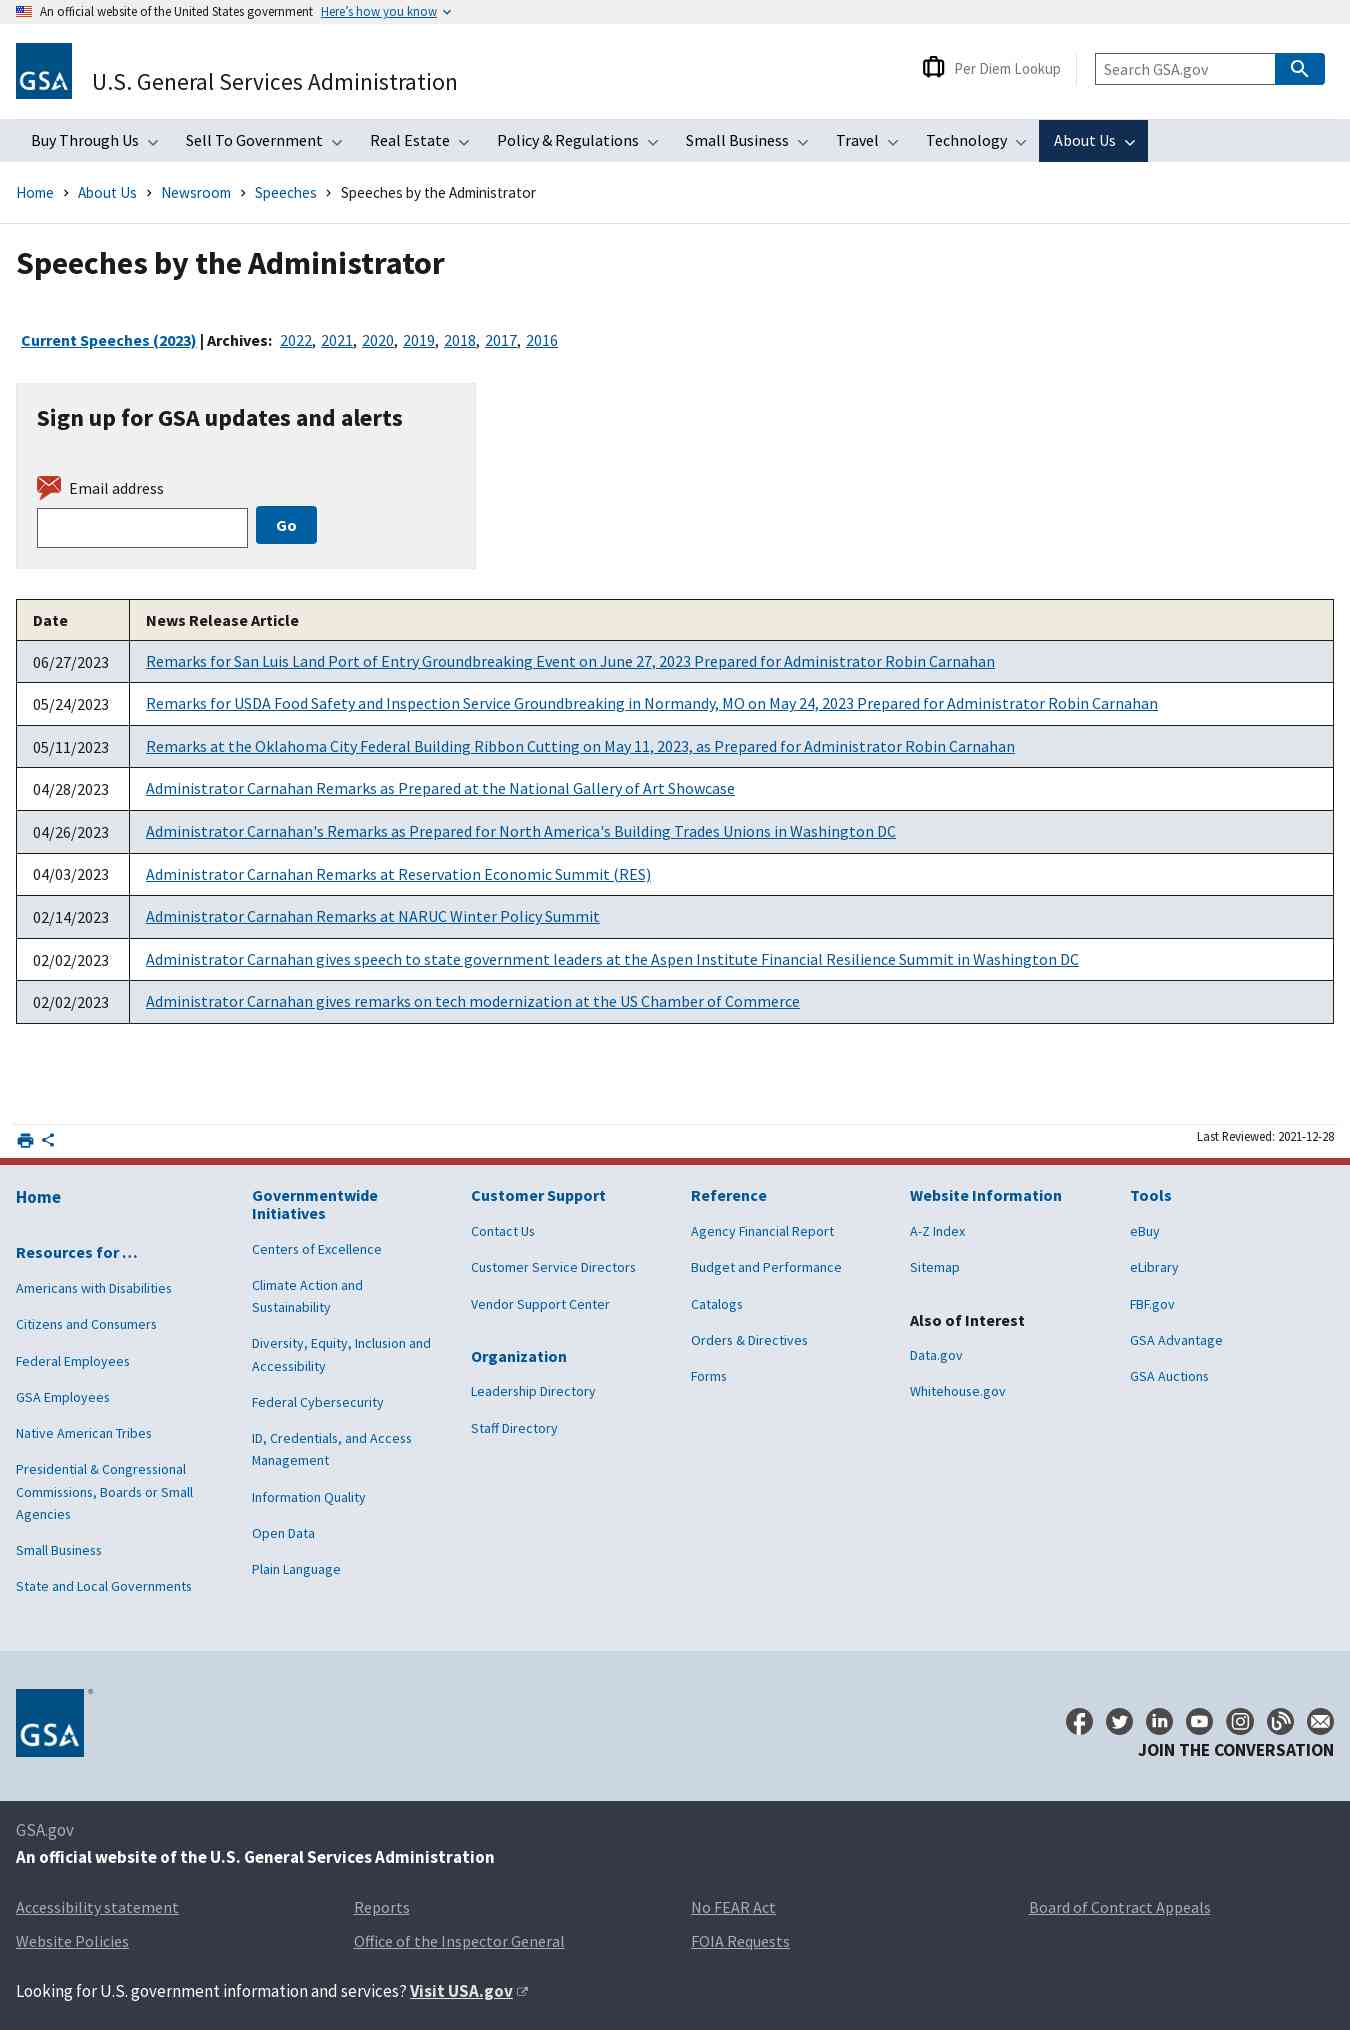 An official website of the United States government Here's how you know
GSA
U.S. General Services Administration
Per Diem Lookup
Search GSA.gov
Buy Through Us Sell To Government Real Estate Policy & Regulations Small Business Travel Technology About Us
Home > About Us > Newsroom > Speeches > Speeches by the Administrator
Speeches by the Administrator
Current Speeches (2023) | Archives: 2022, 2021, 2020, 2019, 2018, 2017, 2016
Sign up for GSA updates and alerts
Email address
Go
Date News Release Article
06/27/2023 Remarks for San Luis Land Port of Entry Groundbreaking Event on June 27, 2023 Prepared for Administrator Robin Carnahan
05/24/2023 Remarks for USDA Food Safety and Inspection Service Groundbreaking in Normandy, MO on May 24, 2023 Prepared for Administrator Robin Carnahan
05/11/2023 Remarks at the Oklahoma City Federal Building Ribbon Cutting on May 11, 2023, as Prepared for Administrator Robin Carnahan
04/28/2023 Administrator Carnahan Remarks as Prepared at the National Gallery of Art Showcase
04/26/2023 Administrator Carnahan's Remarks as Prepared for North America's Building Trades Unions in Washington DC
04/03/2023 Administrator Carnahan Remarks at Reservation Economic Summit (RES)
02/14/2023 Administrator Carnahan Remarks at NARUC Winter Policy Summit
02/02/2023 Administrator Carnahan gives speech to state government leaders at the Aspen Institute Financial Resilience Summit in Washington DC
02/02/2023 Administrator Carnahan gives remarks on tech modernization at the US Chamber of Commerce
Last Reviewed: 2021-12-28
Home
Resources for …
Americans with Disabilities
Citizens and Consumers
Federal Employees
GSA Employees
Native American Tribes
Presidential & Congressional
Commissions, Boards or Small
Agencies
Small Business
State and Local Governments
Governmentwide
Initiatives
Centers of Excellence
Climate Action and
Sustainability
Diversity, Equity, Inclusion and
Accessibility
Federal Cybersecurity
ID, Credentials, and Access
Management
Information Quality
Open Data
Plain Language
Customer Support
Contact Us
Customer Service Directors
Vendor Support Center
Organization
Leadership Directory
Staff Directory
Reference
Agency Financial Report
Budget and Performance
Catalogs
Orders & Directives
Forms
Website Information
A-Z Index
Sitemap
Also of Interest
Data.gov
Whitehouse.gov
Tools
eBuy
eLibrary
FBF.gov
GSA Advantage
GSA Auctions
GSA
JOIN THE CONVERSATION
GSA.gov
An official website of the U.S. General Services Administration
Accessibility statement Reports No FEAR Act Board of Contract Appeals
Website Policies Office of the Inspector General FOIA Requests
Looking for U.S. government information and services? Visit USA.gov